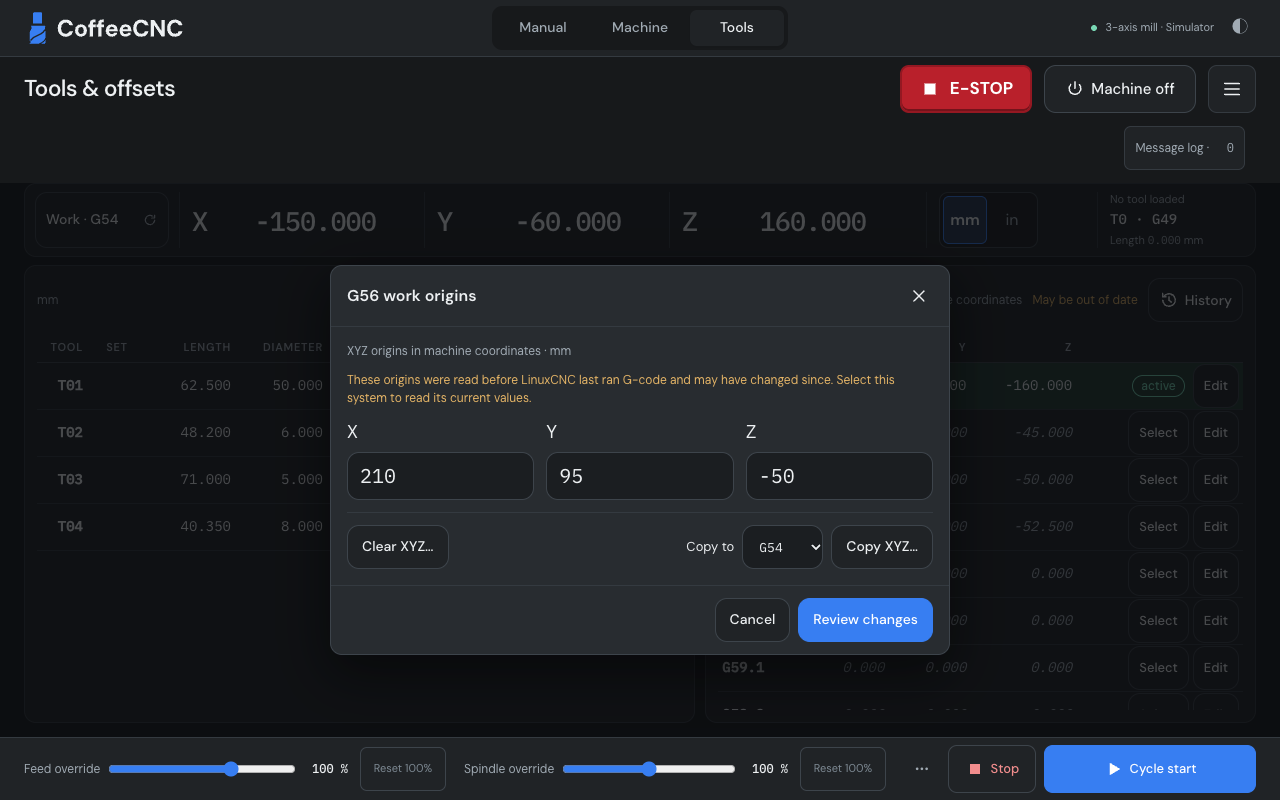 CoffeeCNC
Manual
Machine
Tools
3-axis mill · Simulator
Tools & offsets
E-STOP
Machine off
Message log · 0
Work · G54
X -150.000
Y -60.000
Z 160.000
mm
in
No tool loaded
T0 · G49
Length 0.000 mm
mm
coordinates
May be out of date
History
TOOL SET LENGTH DIAMETER
Y Z
T01 62.500 50.000
-160.000 active Edit
T02 48.200 6.000
-45.000 Select Edit
T03 71.000 5.000
-50.000 Select Edit
T04 40.350 8.000
-52.500 Select Edit
0.000 Select Edit
0.000 Select Edit
G59.1 0.000 0.000 0.000 Select Edit
G56 work origins
XYZ origins in machine coordinates · mm
These origins were read before LinuxCNC last ran G-code and may have changed since. Select this
system to read its current values.
X Y Z
210 95 -50
Clear XYZ…
Copy to
G54
Copy XYZ…
Cancel
Review changes
Feed override
100 %
Reset 100%
Spindle override
100 %
Reset 100%
···
Stop
Cycle start